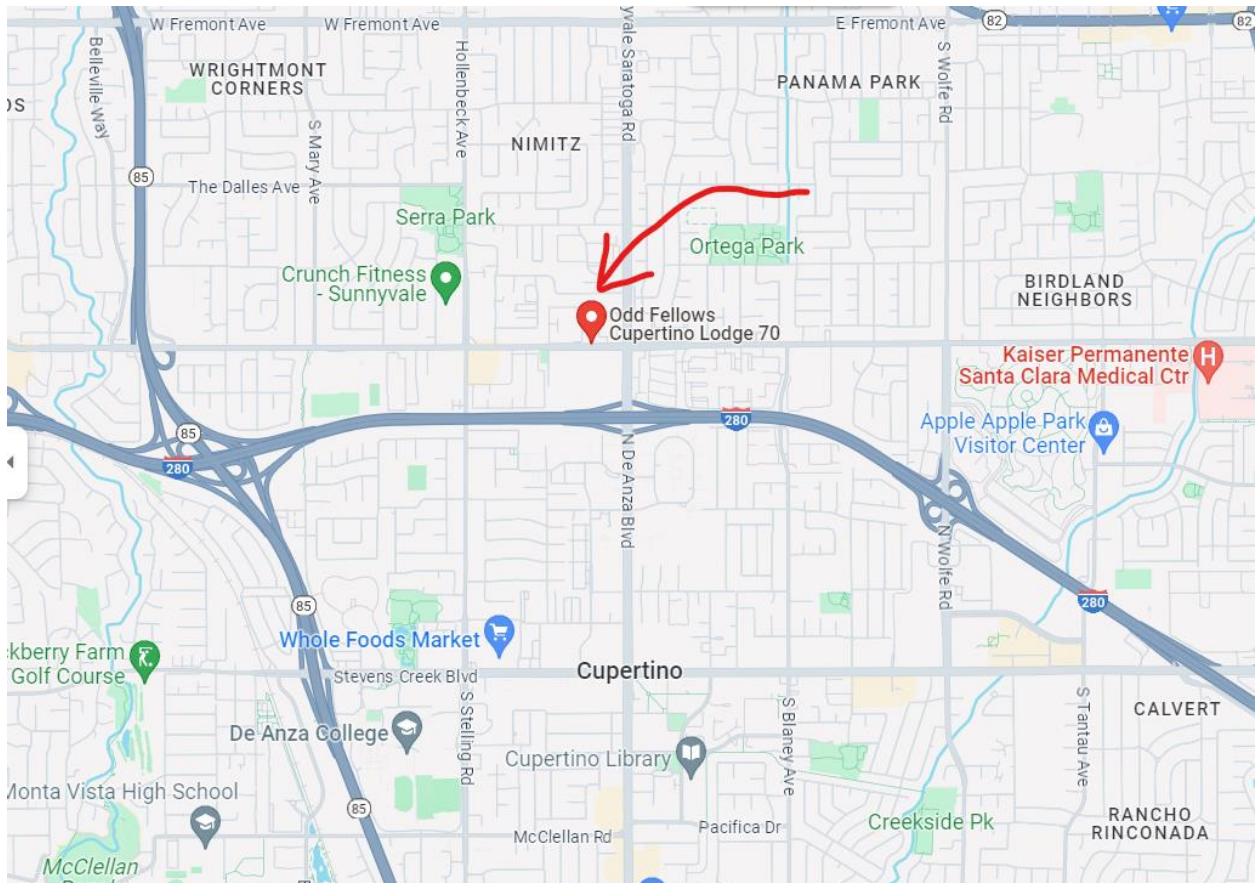 W Fremont Ave
W Fremont Ave
E Fremont Ave
82
82
Belleville Way
WRIGHTMONT
CORNERS
Hollenbeck Ave
yvale Saratoga Rd
S Wolfe Rd
PANAMA PARK
OS
S Mary Ave
NIMITZ
85
The Dalles Ave
Serra Park
Ortega Park
Crunch Fitness
- Sunnyvale
BIRDLAND
NEIGHBORS
Odd Fellows
Cupertino Lodge 70
Kaiser Permanente
Santa Clara Medical Ctr
H
85
280
280
Apple Apple Park
Visitor Center
N De Anza Blvd
N Wolfe Rd
85
280
Whole Foods Market
ckberry Farm
Golf Course
Stevens Creek Blvd
Cupertino
S Stelling Rd
S Blaney Ave
S Tantau Ave
CALVERT
De Anza College
Cupertino Library
Monta Vista High School
85
McClellan Rd
Pacifica Dr
Creekside Pk
RANCHO
RINCONADA
McClellan